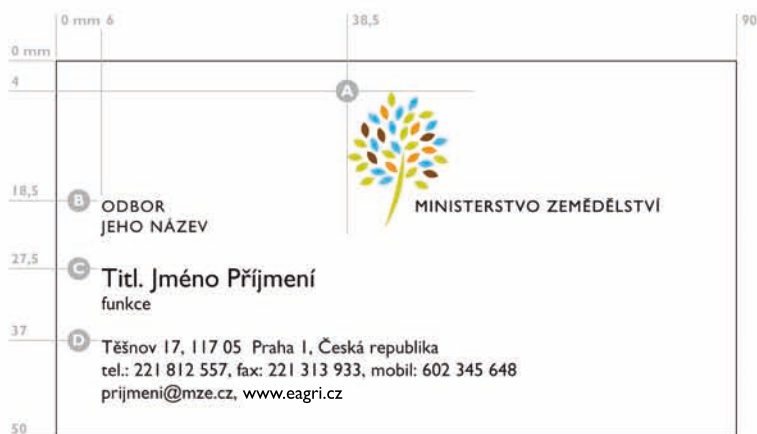 0 mm 6 38,5 90
0 mm
4
A
18,5 B ODBOR MINISTERSTVO ZEMĚDĚLSTVÍ
JEHO NÁZEV
27,5 C Titl. Jméno Příjmení
funkce
37 D Těšnov 17, 117 05 Praha 1, Česká republika
tel.: 221 812 557, fax: 221 313 933, mobil: 602 345 648
prijmeni@mze.cz, www.eagri.cz
50